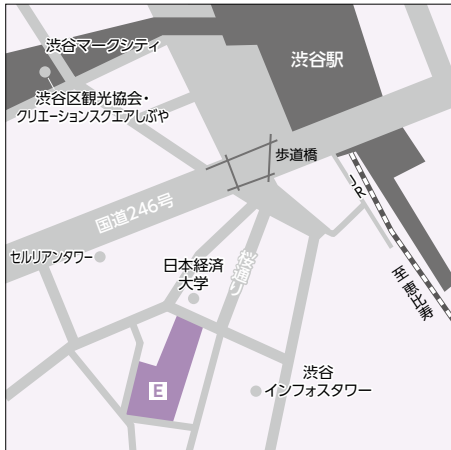 渋谷マークシティ
渋谷駅
渋谷区観光協会・
クリエーションスクエアしぶや
歩道橋
JR
国道246号
セルリアンタワー
日本経済
大学
桜通り
至恵比寿
E
渋谷
インフォスタワー